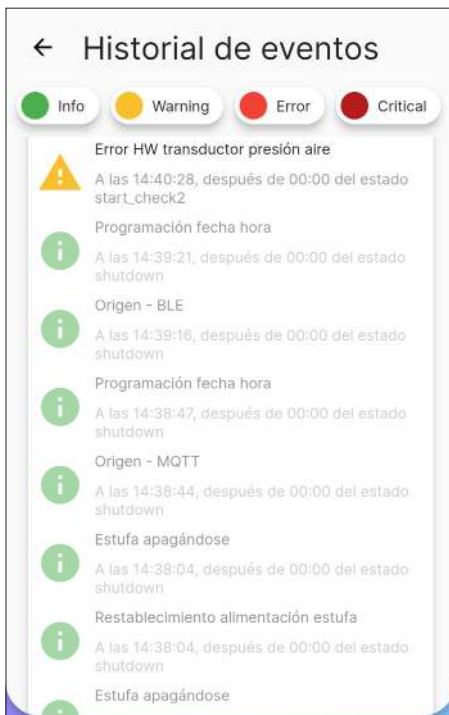 Historial de eventos
Info
Warning
Error
Critical
Error HW transductor presión aire
A las 14:40:28, después de 00:00 del estado
start_check2
Programación fecha hora
A las 14:39:21, después de 00:00 del estado
shutdown
Origen - BLE
A las 14:39:16, después de 00:00 del estado
shutdown
Programación fecha hora
A las 14:38:47, después de 00:00 del estado
shutdown
Origen - MQTT
A las 14:38:44, después de 00:00 del estado
shutdown
Estufa apagándose
A las 14:38:04, después de 00:00 del estado
shutdown
Restablecimiento alimentación estufa
A las 14:38:04, después de 00:00 del estado
shutdown
Estufa apagándose